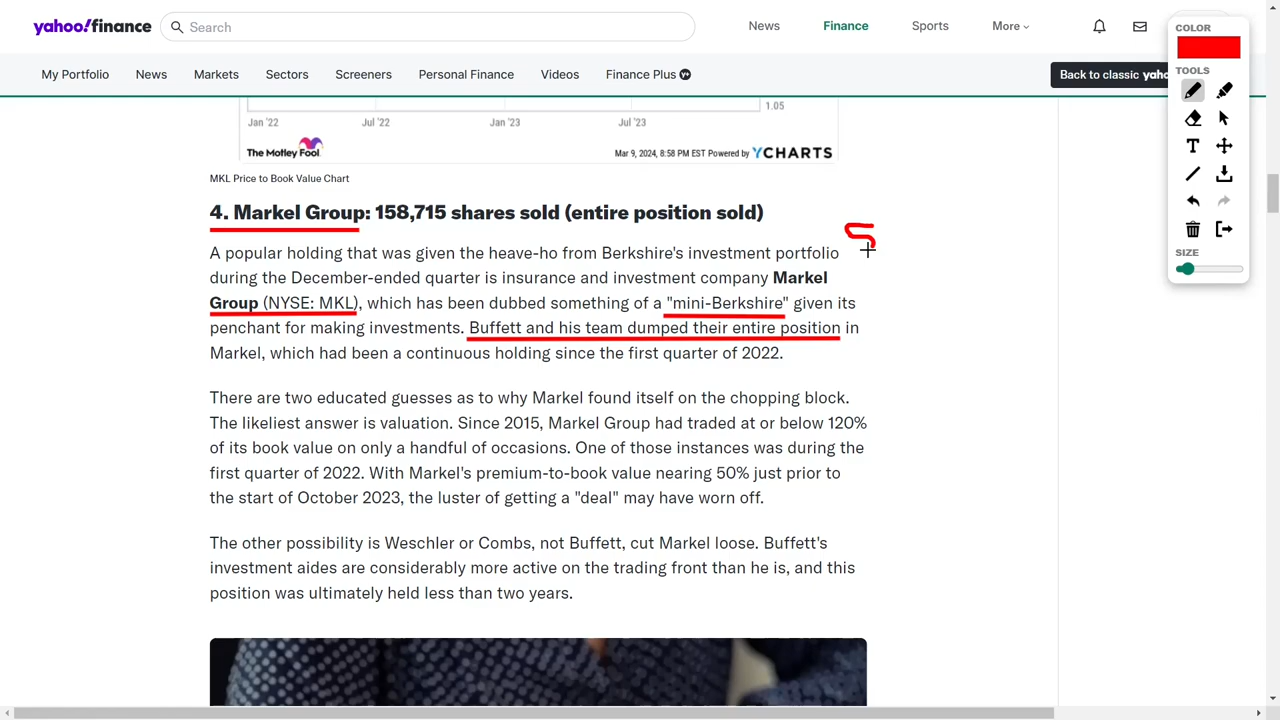 yahoo!finance
Search
News
Finance
Sports
More
COLOR
TOOLS
My Portfolio
News
Markets
Sectors
Screeners
Personal Finance
Videos
Finance Plus
Back to classic yaho
T
SIZE
1.05
Jan '22
Jul '22
Jan '23
Jul '23
The Motley Fool
Mar 9, 2024, 8:58 PM EST Powered by YCHARTS
MKL Price to Book Value Chart
4. Markel Group: 158,715 shares sold (entire position sold)
A popular holding that was given the heave-ho from Berkshire's investment portfolio
during the December-ended quarter is insurance and investment company Markel
Group (NYSE: MKL), which has been dubbed something of a "mini-Berkshire" given its
penchant for making investments. Buffett and his team dumped their entire position in
Markel, which had been a continuous holding since the first quarter of 2022.
There are two educated guesses as to why Markel found itself on the chopping block.
The likeliest answer is valuation. Since 2015, Markel Group had traded at or below 120%
of its book value on only a handful of occasions. One of those instances was during the
first quarter of 2022. With Markel's premium-to-book value nearing 50% just prior to
the start of October 2023, the luster of getting a "deal" may have worn off.
The other possibility is Weschler or Combs, not Buffett, cut Markel loose. Buffett's
investment aides are considerably more active on the trading front than he is, and this
position was ultimately held less than two years.